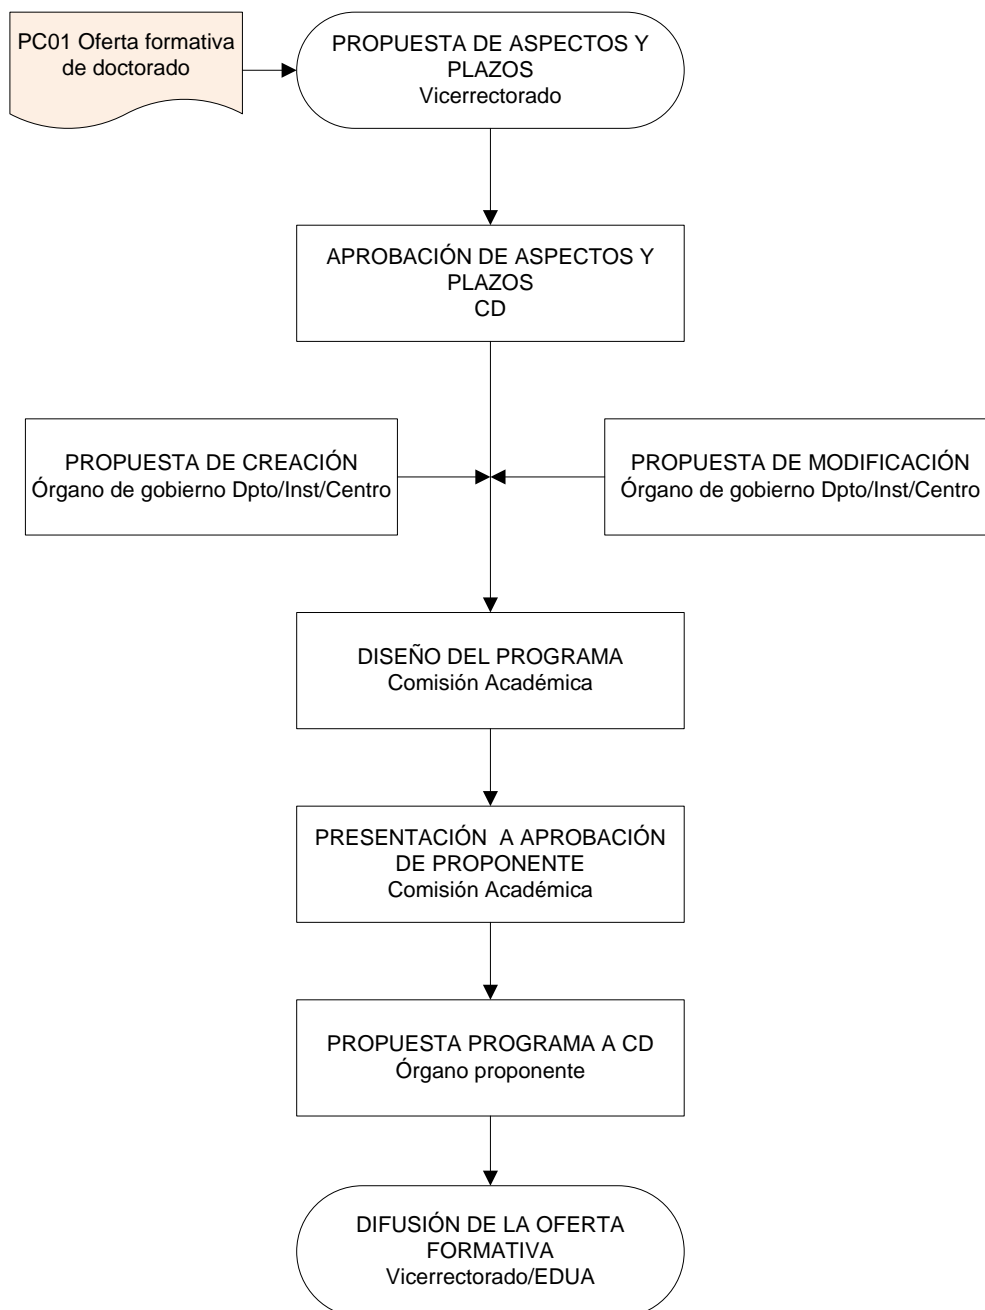 PC01 Oferta formativa
de doctorado
PROPUESTA DE ASPECTOS Y
PLAZOS
Vicerrectorado
APROBACIÓN DE ASPECTOS Y
PLAZOS
CD
PROPUESTA DE CREACIÓN
Órgano de gobierno Dpto/Inst/Centro
PROPUESTA DE MODIFICACIÓN
Órgano de gobierno Dpto/Inst/Centro
DISEÑO DEL PROGRAMA
Comisión Académica
PRESENTACIÓN  A APROBACIÓN
DE PROPONENTE
Comisión Académica
PROPUESTA PROGRAMA A CD
Órgano proponente
DIFUSIÓN DE LA OFERTA
FORMATIVA
Vicerrectorado/EDUA